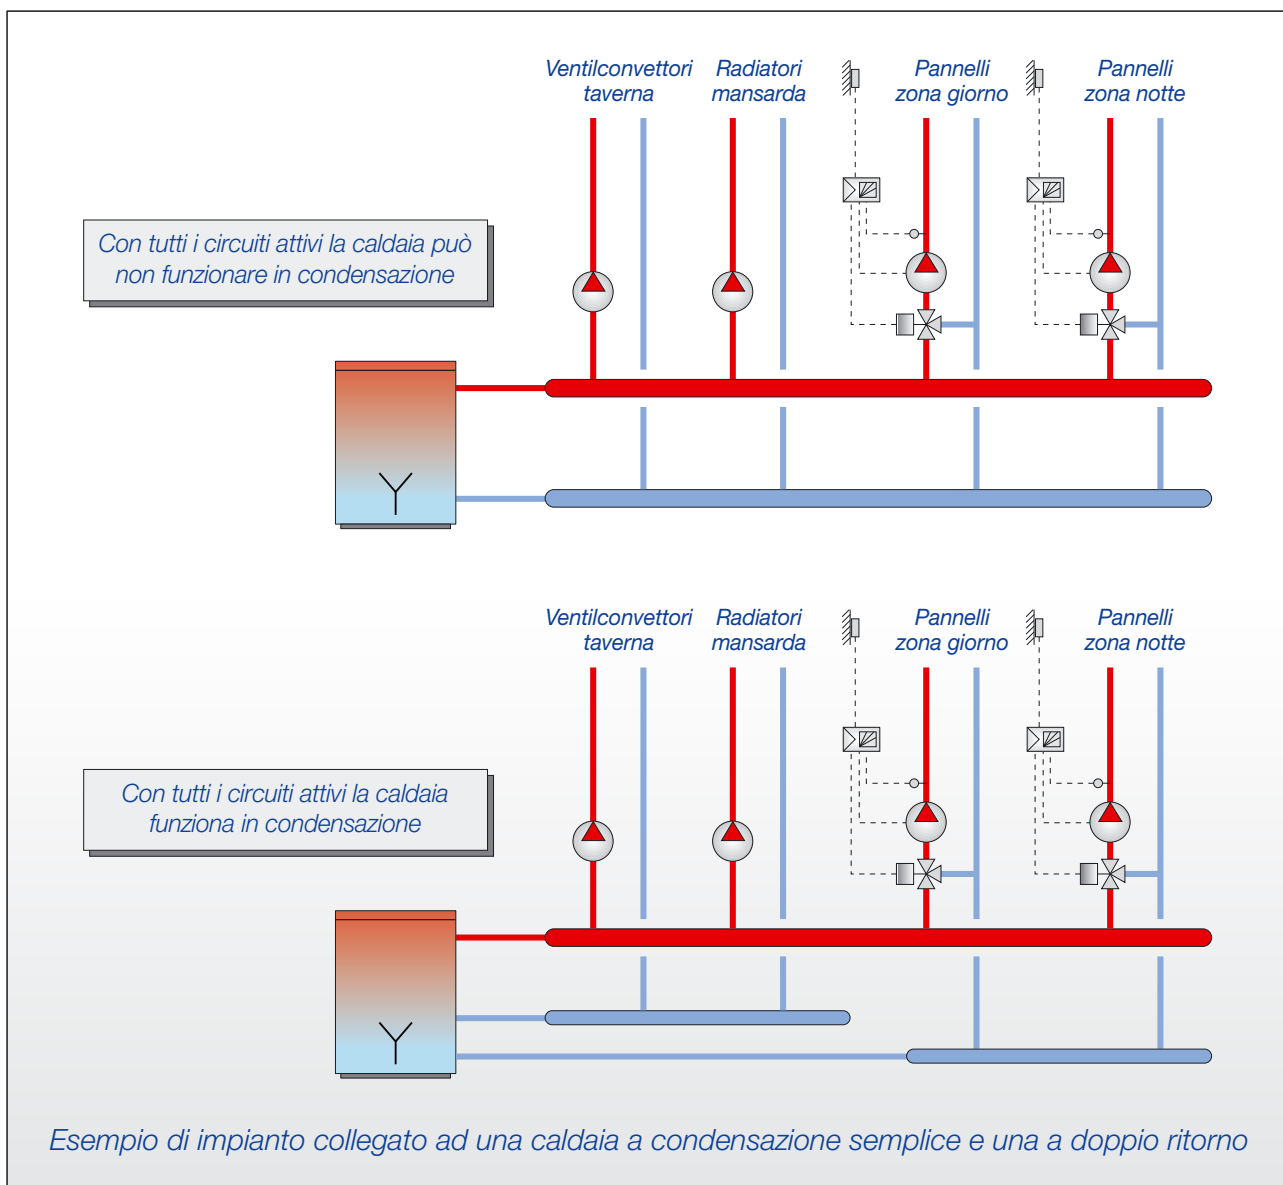 Ventilconvettori
taverna
Radiatori
mansarda
Pannelli
zona giorno
Pannelli
zona notte
Con tutti i circuiti attivi la caldaia può
non funzionare in condensazione
Ventilconvettori
taverna
Radiatori
mansarda
Pannelli
zona giorno
Pannelli
zona notte
Con tutti i circuiti attivi la caldaia
funziona in condensazione
Esempio di impianto collegato ad una caldaia a condensazione semplice e una a doppio ritorno